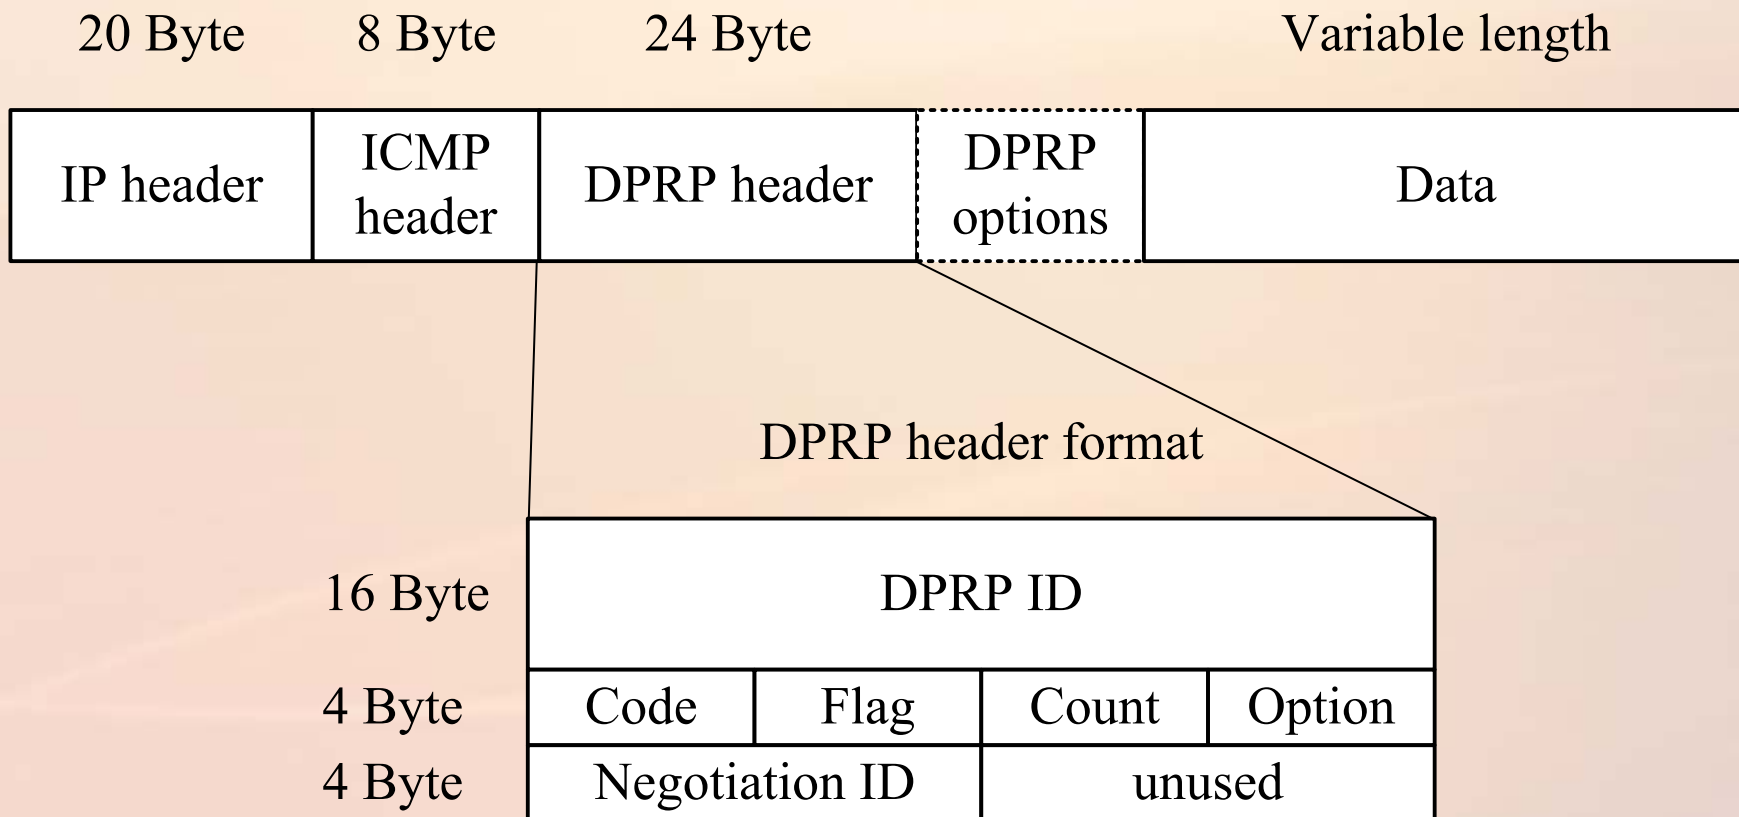 20 Byte 8 Byte 24 Byte Variable length
IP header ICMP header DPRP header DPRP options Data
DPRP header format
16 Byte DPRP ID
4 Byte Code Flag Count Option
4 Byte Negotiation ID unused